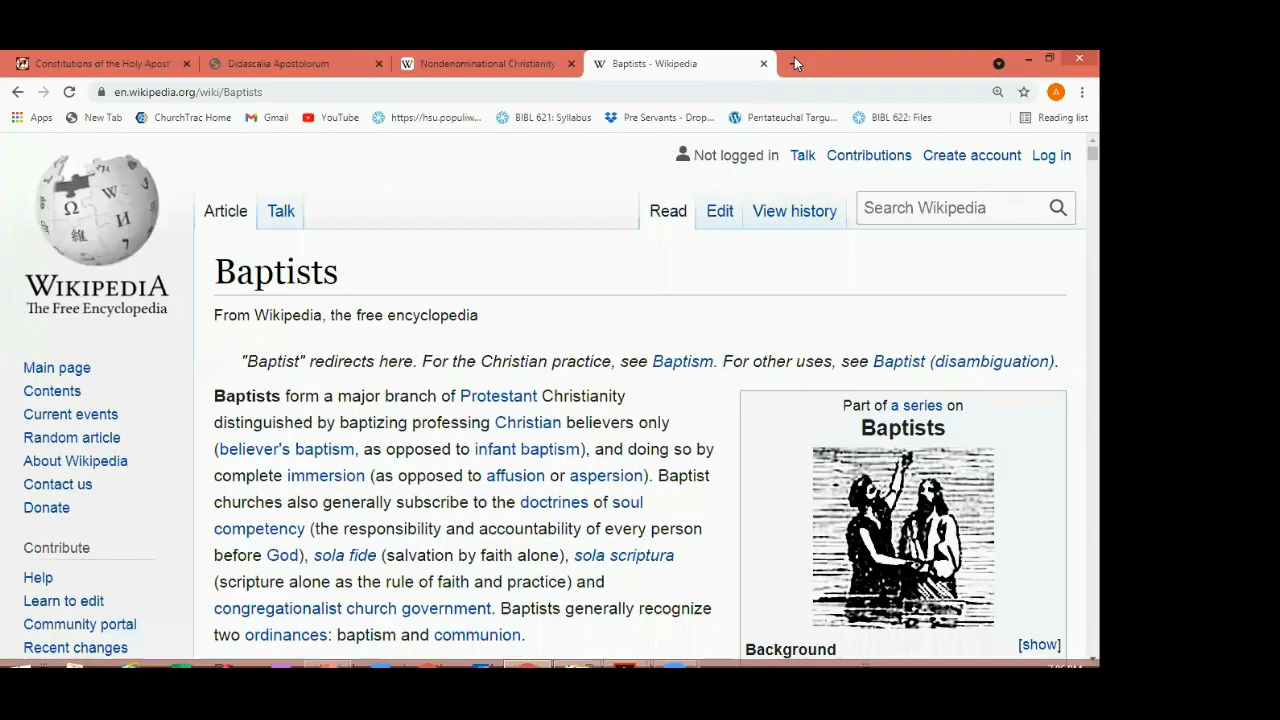 Constitutions of the Holy Apost
Didascalia Apostolorum
Nondenominational Christianity
Baptists - Wikipedia
en.wikipedia.org/wiki/Baptists
A
Apps
New Tab
ChurchTrac Home
Gmail
YouTube
https://hsu.populiw...
BIBL 621: Syllabus
Pre Servants - Drop...
Pentateuchal Targu...
BIBL 622: Files
Reading list
Not logged in Talk Contributions Create account Log in
Article Talk Read Edit View history Search Wikipedia
WIKIPEDIA
The Free Encyclopedia
Main page
Contents
Current events
Random article
About Wikipedia
Contact us
Donate
Contribute
Help
Learn to edit
Community portal
Recent changes
Baptists
From Wikipedia, the free encyclopedia
"Baptist" redirects here. For the Christian practice, see Baptism. For other uses, see Baptist (disambiguation).
Baptists form a major branch of Protestant Christianity
distinguished by baptizing professing Christian believers only
(believer's baptism, as opposed to infant baptism), and doing so by
complete immersion (as opposed to affusion or aspersion). Baptist
churches also generally subscribe to the doctrines of soul
competency (the responsibility and accountability of every person
before God), sola fide (salvation by faith alone), sola scriptura
(scripture alone as the rule of faith and practice) and
congregationalist church government. Baptists generally recognize
two ordinances: baptism and communion.
Part of a series on
Baptists
Background [show]